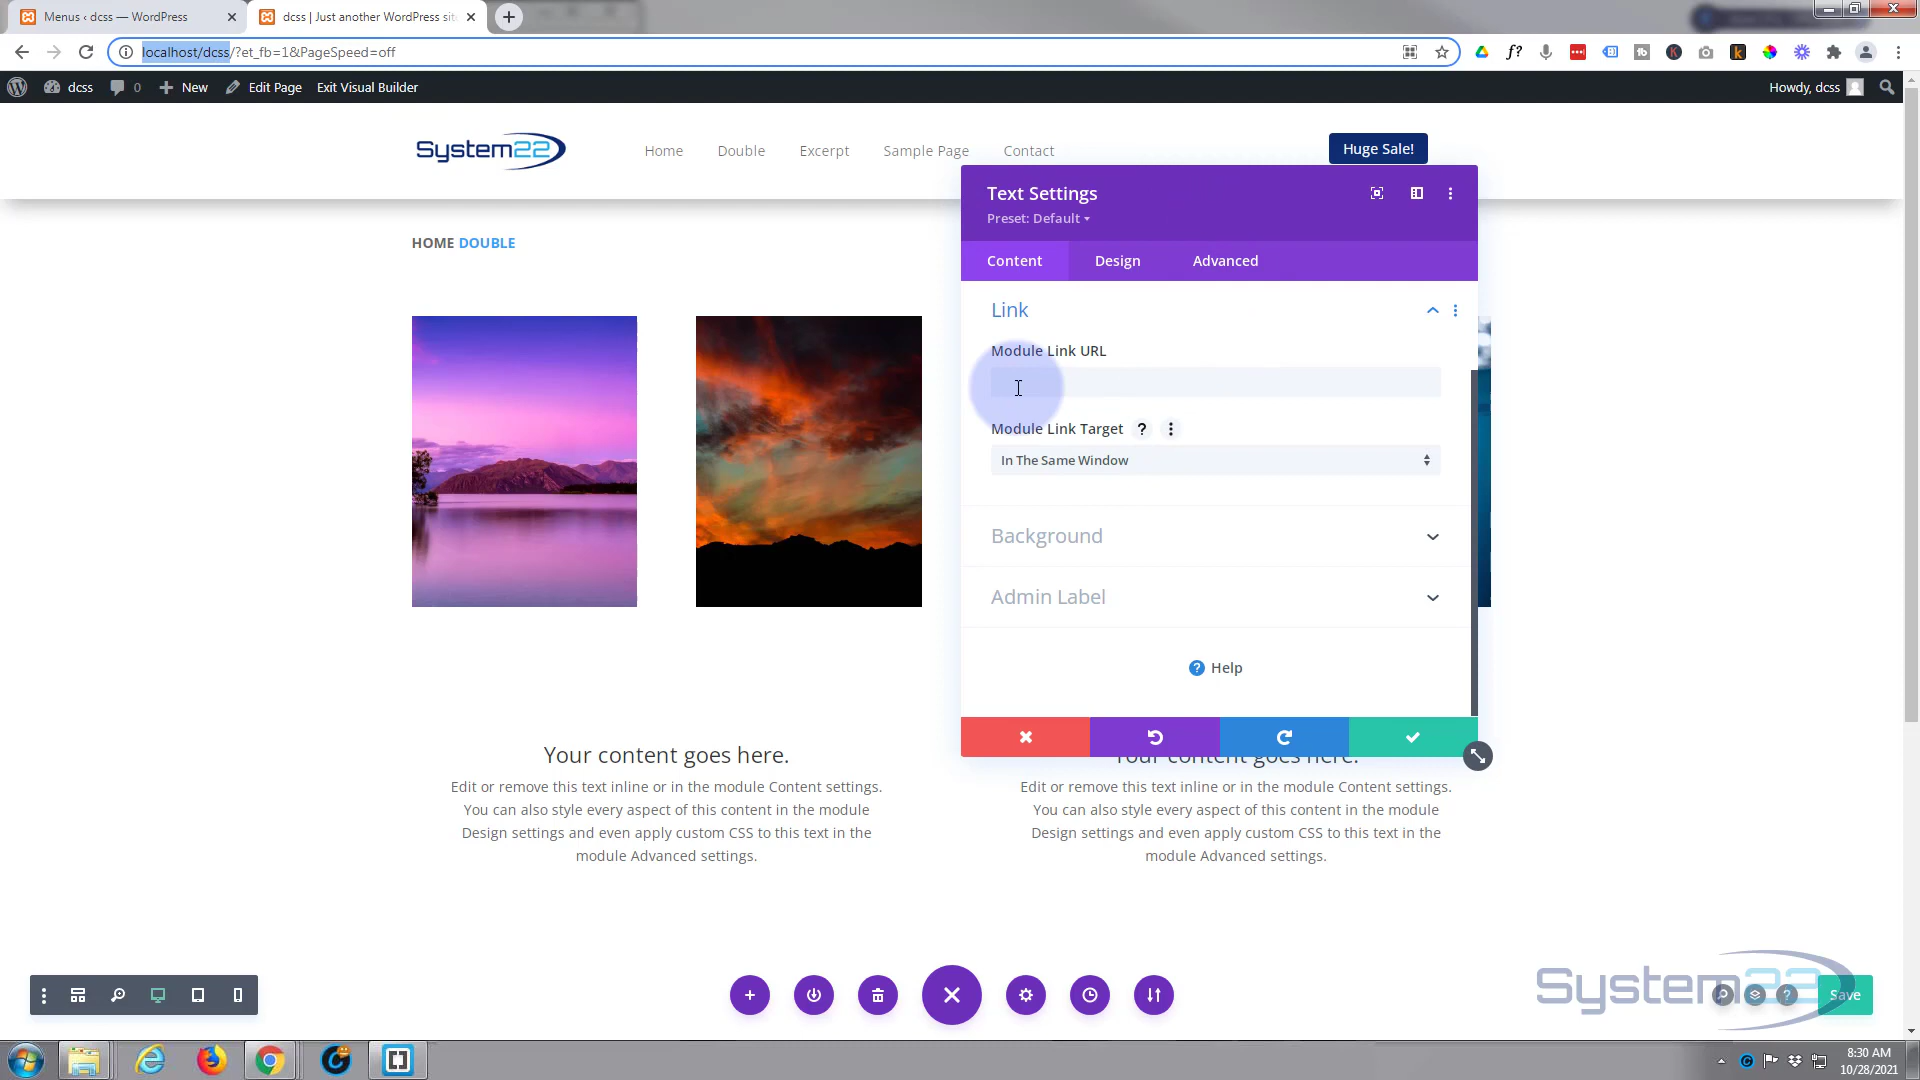 Menus ‹ dcss — WordPress
dcss | Just another WordPress sit
localhost/dcss/?et_fb=1&PageSpeed=off
dcss
0
New
Edit Page
Exit Visual Builder
Howdy, dcss
System22
Home
Double
Excerpt
Sample Page
Contact
Huge Sale!
HOME DOUBLE
Text Settings
Preset: Default
Content
Design
Advanced
Link
Module Link URL
Module Link Target
In The Same Window
Background
Admin Label
Help
Your content goes here.
Edit or remove this text inline or in the module Content settings.
You can also style every aspect of this content in the module
Design settings and even apply custom CSS to this text in the
module Advanced settings.
Your content goes here.
Edit or remove this text inline or in the module Content settings.
You can also style every aspect of this content in the module
Design settings and even apply custom CSS to this text in the
module Advanced settings.
System22
Save
8:30 AM
10/28/2021